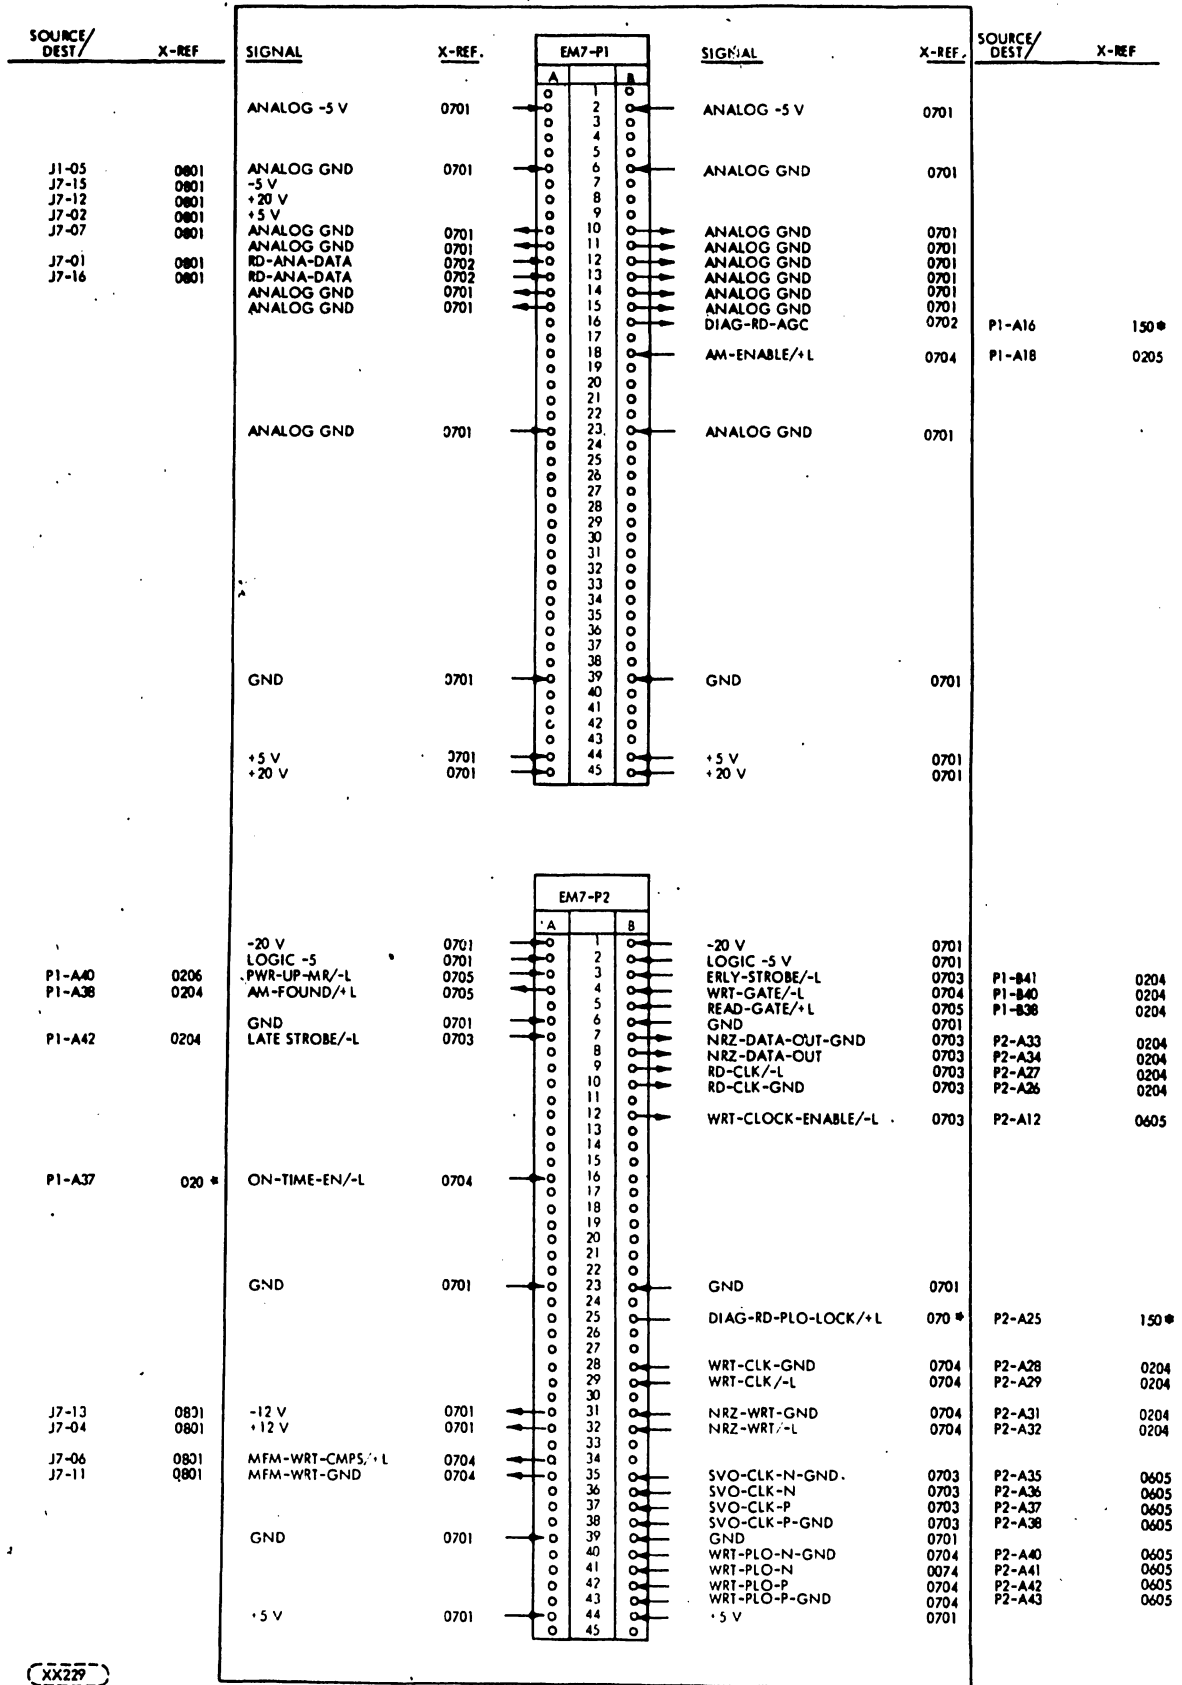 SOURCE/ SOURCE/
DEST/ X-REF SIGNAL X-REF. EM7-P1 SIGNAL X-REF. DEST/ X-REF
A B
1
ANALOG -5 V 0701 2 ANALOG -5 V 0701
3
4
5
J1-05 0801 ANALOG GND 0701 6 ANALOG GND 0701
J7-15 0801 -5 V 7
J7-12 0801 +20 V 8
J7-02 0801 +5 V 9
J7-07 0801 ANALOG GND 0701 10 ANALOG GND 0701
ANALOG GND 0701 11 ANALOG GND 0701
J7-01 0801 RD-ANA-DATA 0702 12 ANALOG GND 0701
J7-16 0801 RD-ANA-DATA 0702 13 ANALOG GND 0701
ANALOG GND 0701 14 ANALOG GND 0701
ANALOG GND 0701 15 ANALOG GND 0701
16 DIAG-RD-AGC 0702 P1-A16 150*
17
18 AM-ENABLE/+L 0704 P1-A18 0205
19
20
21
22
ANALOG GND 0701 23 ANALOG GND 0701
24
25
26
27
28
29
30
31
32
33
34
35
36
37
38
GND 0701 39 GND 0701
40
41
42
43
+5 V 0701 44 +5 V 0701
+20 V 0701 45 +20 V 0701
EM7-P2
A B
-20 V 0701 1 -20 V 0701
LOGIC -5 0701 2 LOGIC -5 V 0701
P1-A40 0206 PWR-UP-MR/-L 0705 3 ERLY-STROBE/-L 0703 P1-B41 0204
P1-A38 0204 AM-FOUND/+L 0705 4 WRT-GATE/-L 0704 P1-B40 0204
5 READ-GATE/+L 0705 P1-B38 0204
GND 0701 6 GND 0701
P1-A42 0204 LATE STROBE/-L 0703 7 NRZ-DATA-OUT-GND 0703 P2-A33 0204
8 NRZ-DATA-OUT 0703 P2-A34 0204
9 RD-CLK/-L 0703 P2-A27 0204
10 RD-CLK-GND 0703 P2-A26 0204
11
12 WRT-CLOCK-ENABLE/-L 0703 P2-A12 0605
13
14
15
P1-A37 020* ON-TIME-EN/-L 0704 16
17
18
19
20
21
22
GND 0701 23 GND 0701
24
25 DIAG-RD-PLO-LOCK/+L 070* P2-A25 150*
26
27
28 WRT-CLK-GND 0704 P2-A28 0204
29 WRT-CLK/-L 0704 P2-A29 0204
30
J7-13 0801 -12 V 0701 31 NRZ-WRT-GND 0704 P2-A31 0204
J7-04 0801 +12 V 0701 32 NRZ-WRT/-L 0704 P2-A32 0204
33
J7-06 0801 MFM-WRT-CMPS/+L 0704 34
J7-11 0801 MFM-WRT-GND 0704 35 SVO-CLK-N-GND. 0703 P2-A35 0605
36 SVO-CLK-N 0703 P2-A36 0605
37 SVO-CLK-P 0703 P2-A37 0605
38 SVO-CLK-P-GND 0703 P2-A38 0605
GND 0701 39 GND 0701
40 WRT-PLO-N-GND 0704 P2-A40 0605
41 WRT-PLO-N 0074 P2-A41 0605
42 WRT-PLO-P 0704 P2-A42 0605
43 WRT-PLO-P-GND 0704 P2-A43 0605
+5 V 0701 44 +5 V 0701
45
XX229